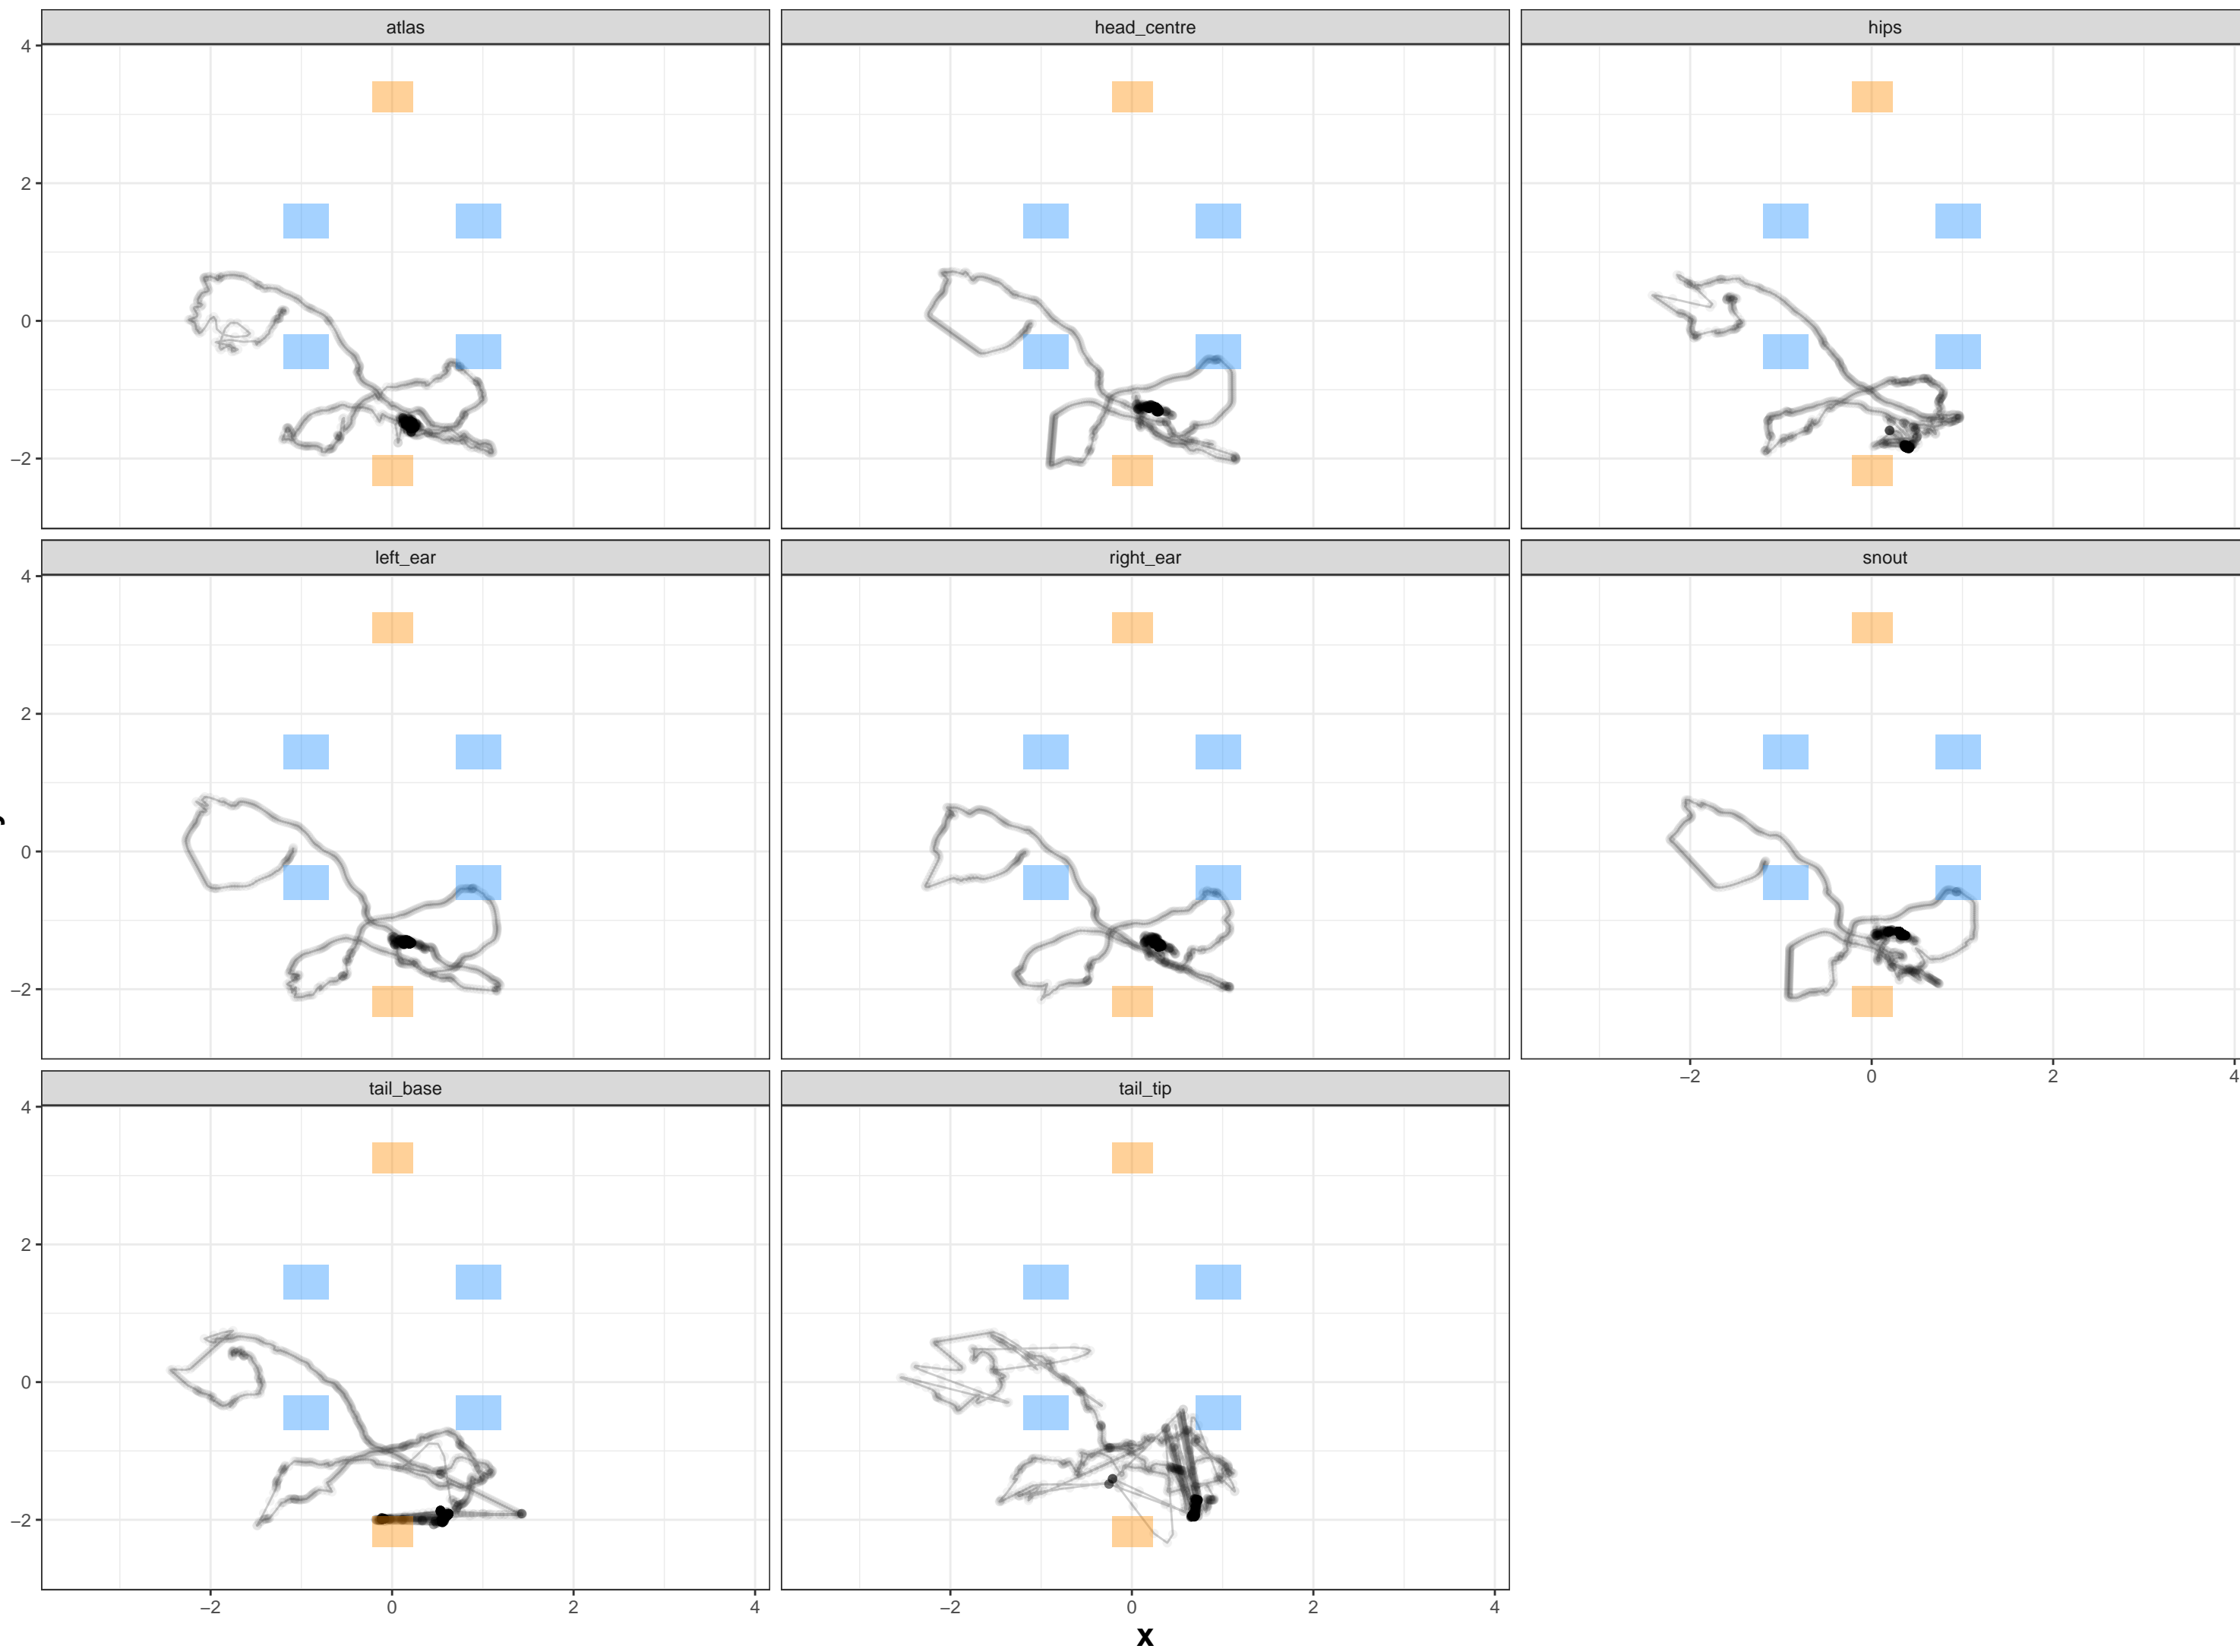 atlas head_centre hips
4
2
0
−2
left_ear right_ear snout
4
2
0
−2
−2 0 2 4
tail_base tail_tip
4
2
0
−2
−2 0 2 4 −2 0 2 4
x